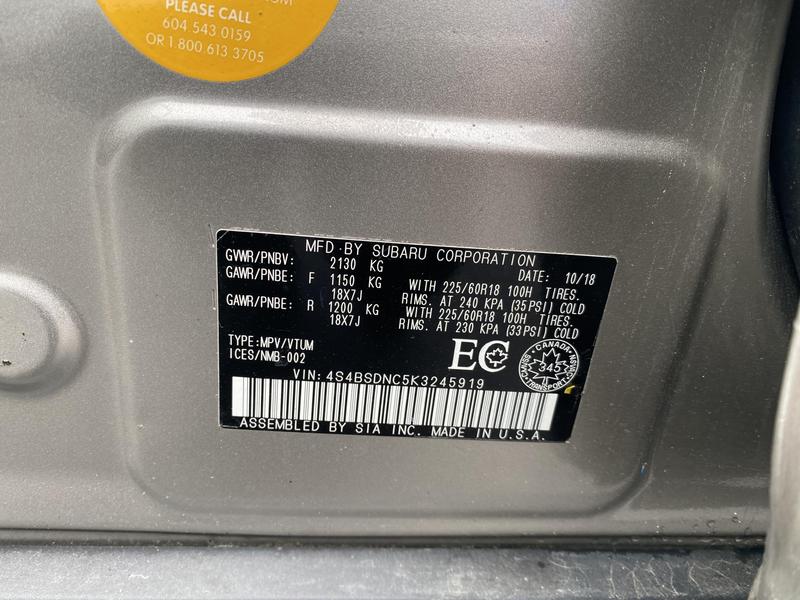 PLEASE CALL
604 543 0159
OR 1.800 613 3705
MFD·BY SUBARU CORPORATION
GWWR/PNBV: 2130 KG DATE: 10/18
GAWR/PNBE: F 1150 KG WITH 225/60R18 100H TIRES.
18X7J RIMS. AT 240 KPA (35PSI) COLD
GAWR/PNBE: R 1200 KG WITH 225/60R18 100H TIRES.
18X7J RIMS. AT 230 KPA (33PSI) COLD
TYPE:MPV/VTUM
ICES/NMB-002
EC
CANADA
345
TRANSPORT
VIN: 4S4BSDNC5K3245919
ASSEMBLED BY SIA INC. MADE IN U.S.A.